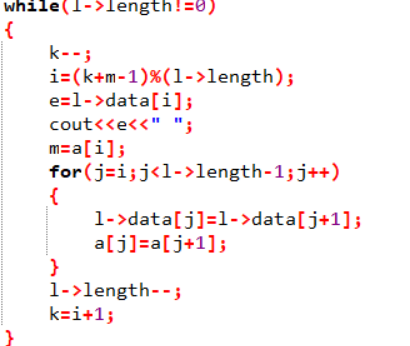 while(l->length!=0)
{
k--;
i=(k+m-1)%(l->length);
e=l->data[i];
cout<<e<<" ";
m=a[i];
for(j=i;j<l->length-1;j++)
{
l->data[j]=l->data[j+1];
a[j]=a[j+1];
}
l->length--;
k=i+1;
}